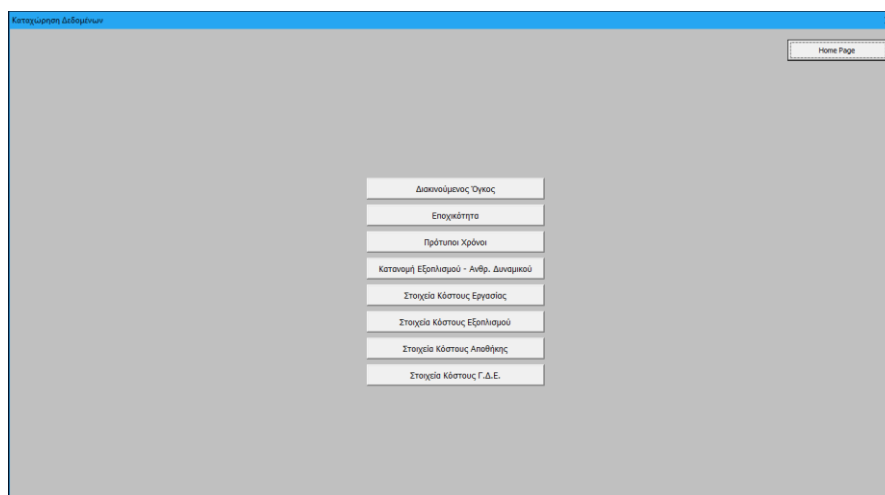 Καταχώρηση Δεδομένων
Home Page
Διακινούμενος Όγκος
Εποχικότητα
Πρότυποι Χρόνοι
Κατανομή Εξοπλισμού - Ανθρ. Δυναμικού
Στοιχεία Κόστους Εργασίας
Στοιχεία Κόστους Εξοπλισμού
Στοιχεία Κόστους Αποθήκης
Στοιχεία Κόστους Γ.Δ.Ε.